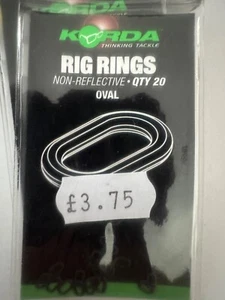 KORDA
THINKING TACKLE
RIG RINGS
NON-REFLECTIVE • QTY 20
OVAL
£3.75